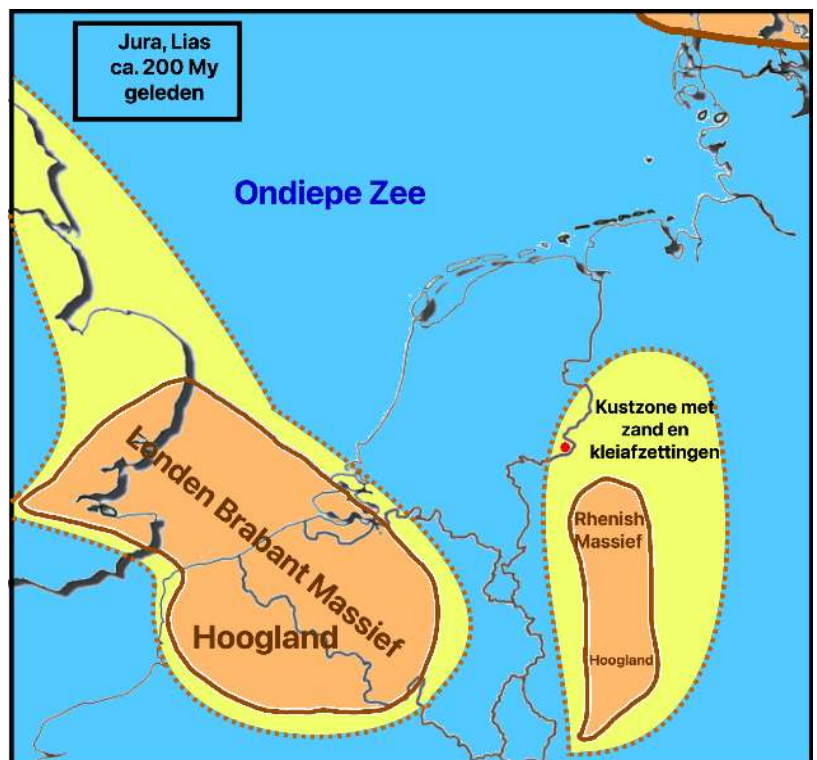 Jura, Lias
ca. 200 My
geleden
Ondiepe Zee
Kustzone met
zand en
kleiafzettingen
Londen Brabant Massief
Hoogland
Rhenish
Massief
Hoogland